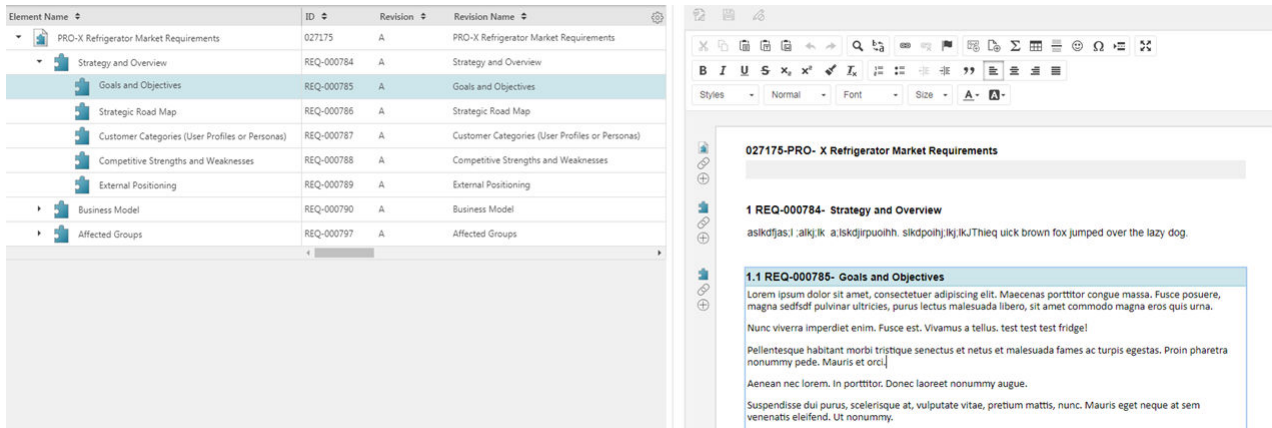 Element Name ID Revision Revision Name
PRO-X Refrigerator Market Requirements 027175 A PRO-X Refrigerator Market Requirements
Strategy and Overview REQ-000784 A Strategy and Overview
Goals and Objectives REQ-000785 A Goals and Objectives
Strategic Road Map REQ-000786 A Strategic Road Map
Customer Categories (User Profiles or Personas) REQ-000787 A Customer Categories (User Profiles or Personas)
Competitive Strengths and Weaknesses REQ-000788 A Competitive Strengths and Weaknesses
External Positioning REQ-000789 A External Positioning
Business Model REQ-000790 A Business Model
Affected Groups REQ-000797 A Affected Groups
B I U S x₂ x² Tx
Styles Normal Font Size A A
027175-PRO- X Refrigerator Market Requirements
1 REQ-000784- Strategy and Overview
aslkdfjas;l ;alkj;lk a;lskdjirpuoihh. slkdpoihj;lkj;lkJThieq uick brown fox jumped over the lazy dog.
1.1 REQ-000785- Goals and Objectives
Lorem ipsum dolor sit amet, consectetuer adipiscing elit. Maecenas porttitor congue massa. Fusce posuere,
magna sedfsdf pulvinar ultricies, purus lectus malesuada libero, sit amet commodo magna eros quis urna.
Nunc viverra imperdiet enim. Fusce est. Vivamus a tellus. test test test fridge!
Pellentesque habitant morbi tristique senectus et netus et malesuada fames ac turpis egestas. Proin pharetra
nonummy pede. Mauris et orci.
Aenean nec lorem. In porttitor. Donec laoreet nonummy augue.
Suspendisse dui purus, scelerisque at, vulputate vitae, pretium mattis, nunc. Mauris eget neque at sem
venenatis eleifend. Ut nonummy.